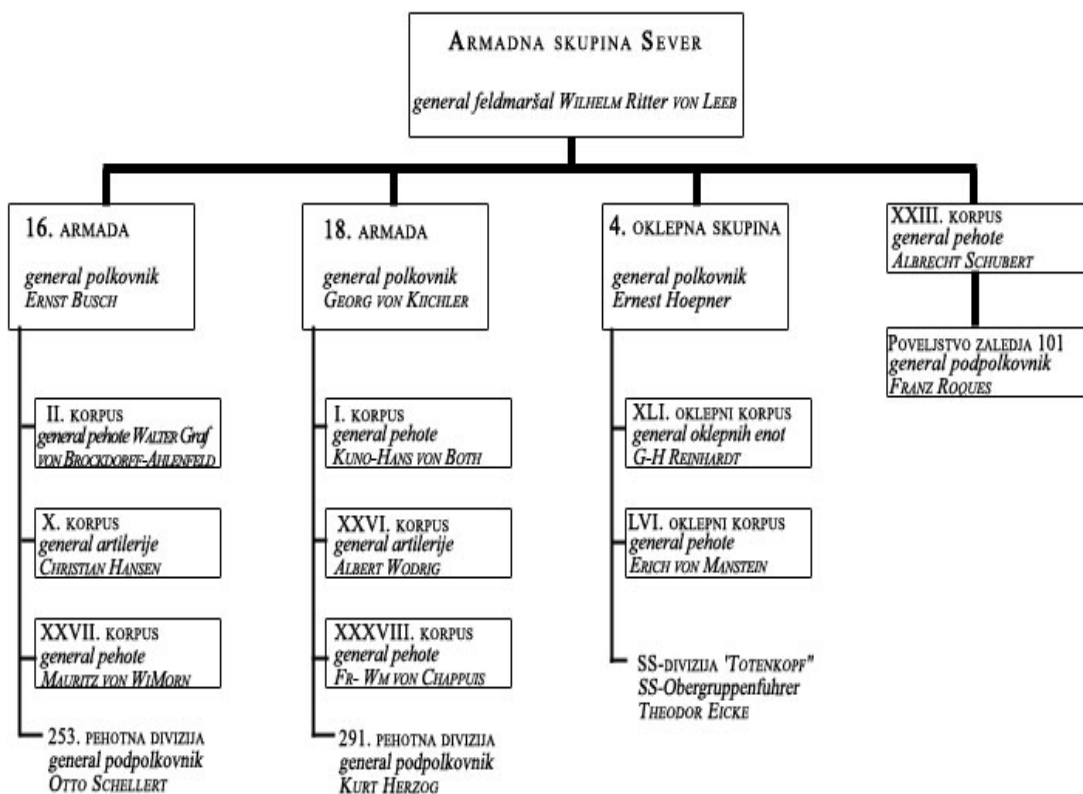 ARMADNA SKUPINA SEVER
general feldmaršal WILHELM Ritter VON LEEB
16. ARMADA
general polkovnik
ERNST BUSCH
II. KORPUS
general pehote WALTER Graf
VON BROCKDORFF-AHLENFELD
X. KORPUS
general artilerije
CHRISTIAN HANSEN
XXVII. KORPUS
general pehote
MAURITZ VON WIMORN
253. PEHOTNA DIVIZIJA
general podpolkovnik
OTTO SCHELLERT
18. ARMADA
general polkovnik
GEORG VON KIICHLER
I. KORPUS
general pehote
KUNO-HANS VON BOTH
XXVI. KORPUS
general artilerije
ALBERT WODRIG
XXXVIII. KORPUS
general pehote
FR- WM VON CHAPPUIS
291. PEHOTNA DIVIZIJA
general podpolkovnik
KURT HERZOG
4. OKLEPNA SKUPINA
general polkovnik
Ernest Hoepner
XLI. OKLEPNI KORPUS
general oklepnih enot
G-H REINHARDT
LVI. OKLEPNI KORPUS
general pehote
ERICH VON MANSTEIN
SS-DIVIZIJA 'TOTENKOPF"
SS-Obergruppenfuhrer
THEODOR EICKE
XXIII. KORPUS
general pehote
ALBRECHT SCHUBERT
POVELJSTVO ZALEDJA 101
general podpolkovnik
FRANZ ROQUES